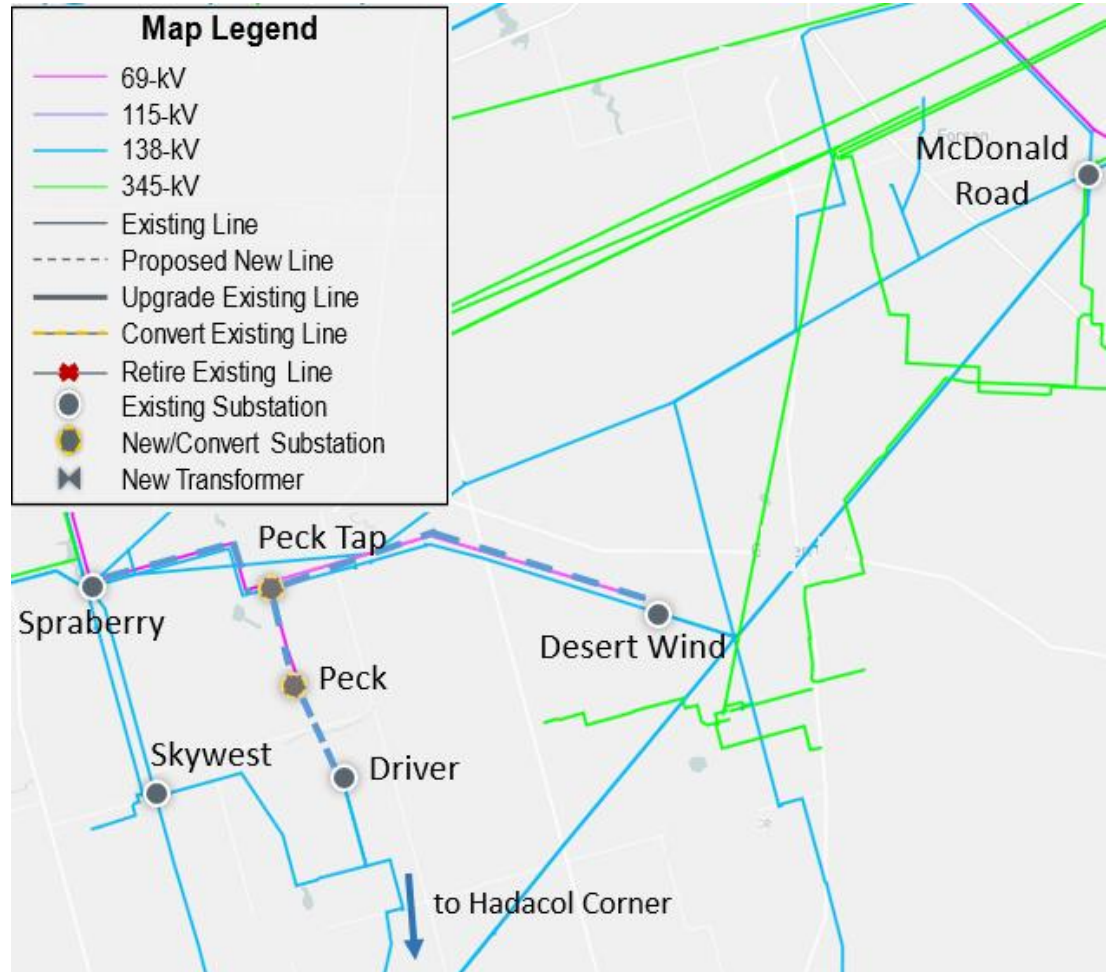 Map Legend
69-kV
115-kV
138-kV
345-kV
Existing Line
Proposed New Line
Upgrade Existing Line
Convert Existing Line
Retire Existing Line
Existing Substation
New/Convert Substation
New Transformer
McDonald
Road
Peck Tap
Spraberry
Desert Wind
Peck
Skywest
Driver
to Hadacol Corner